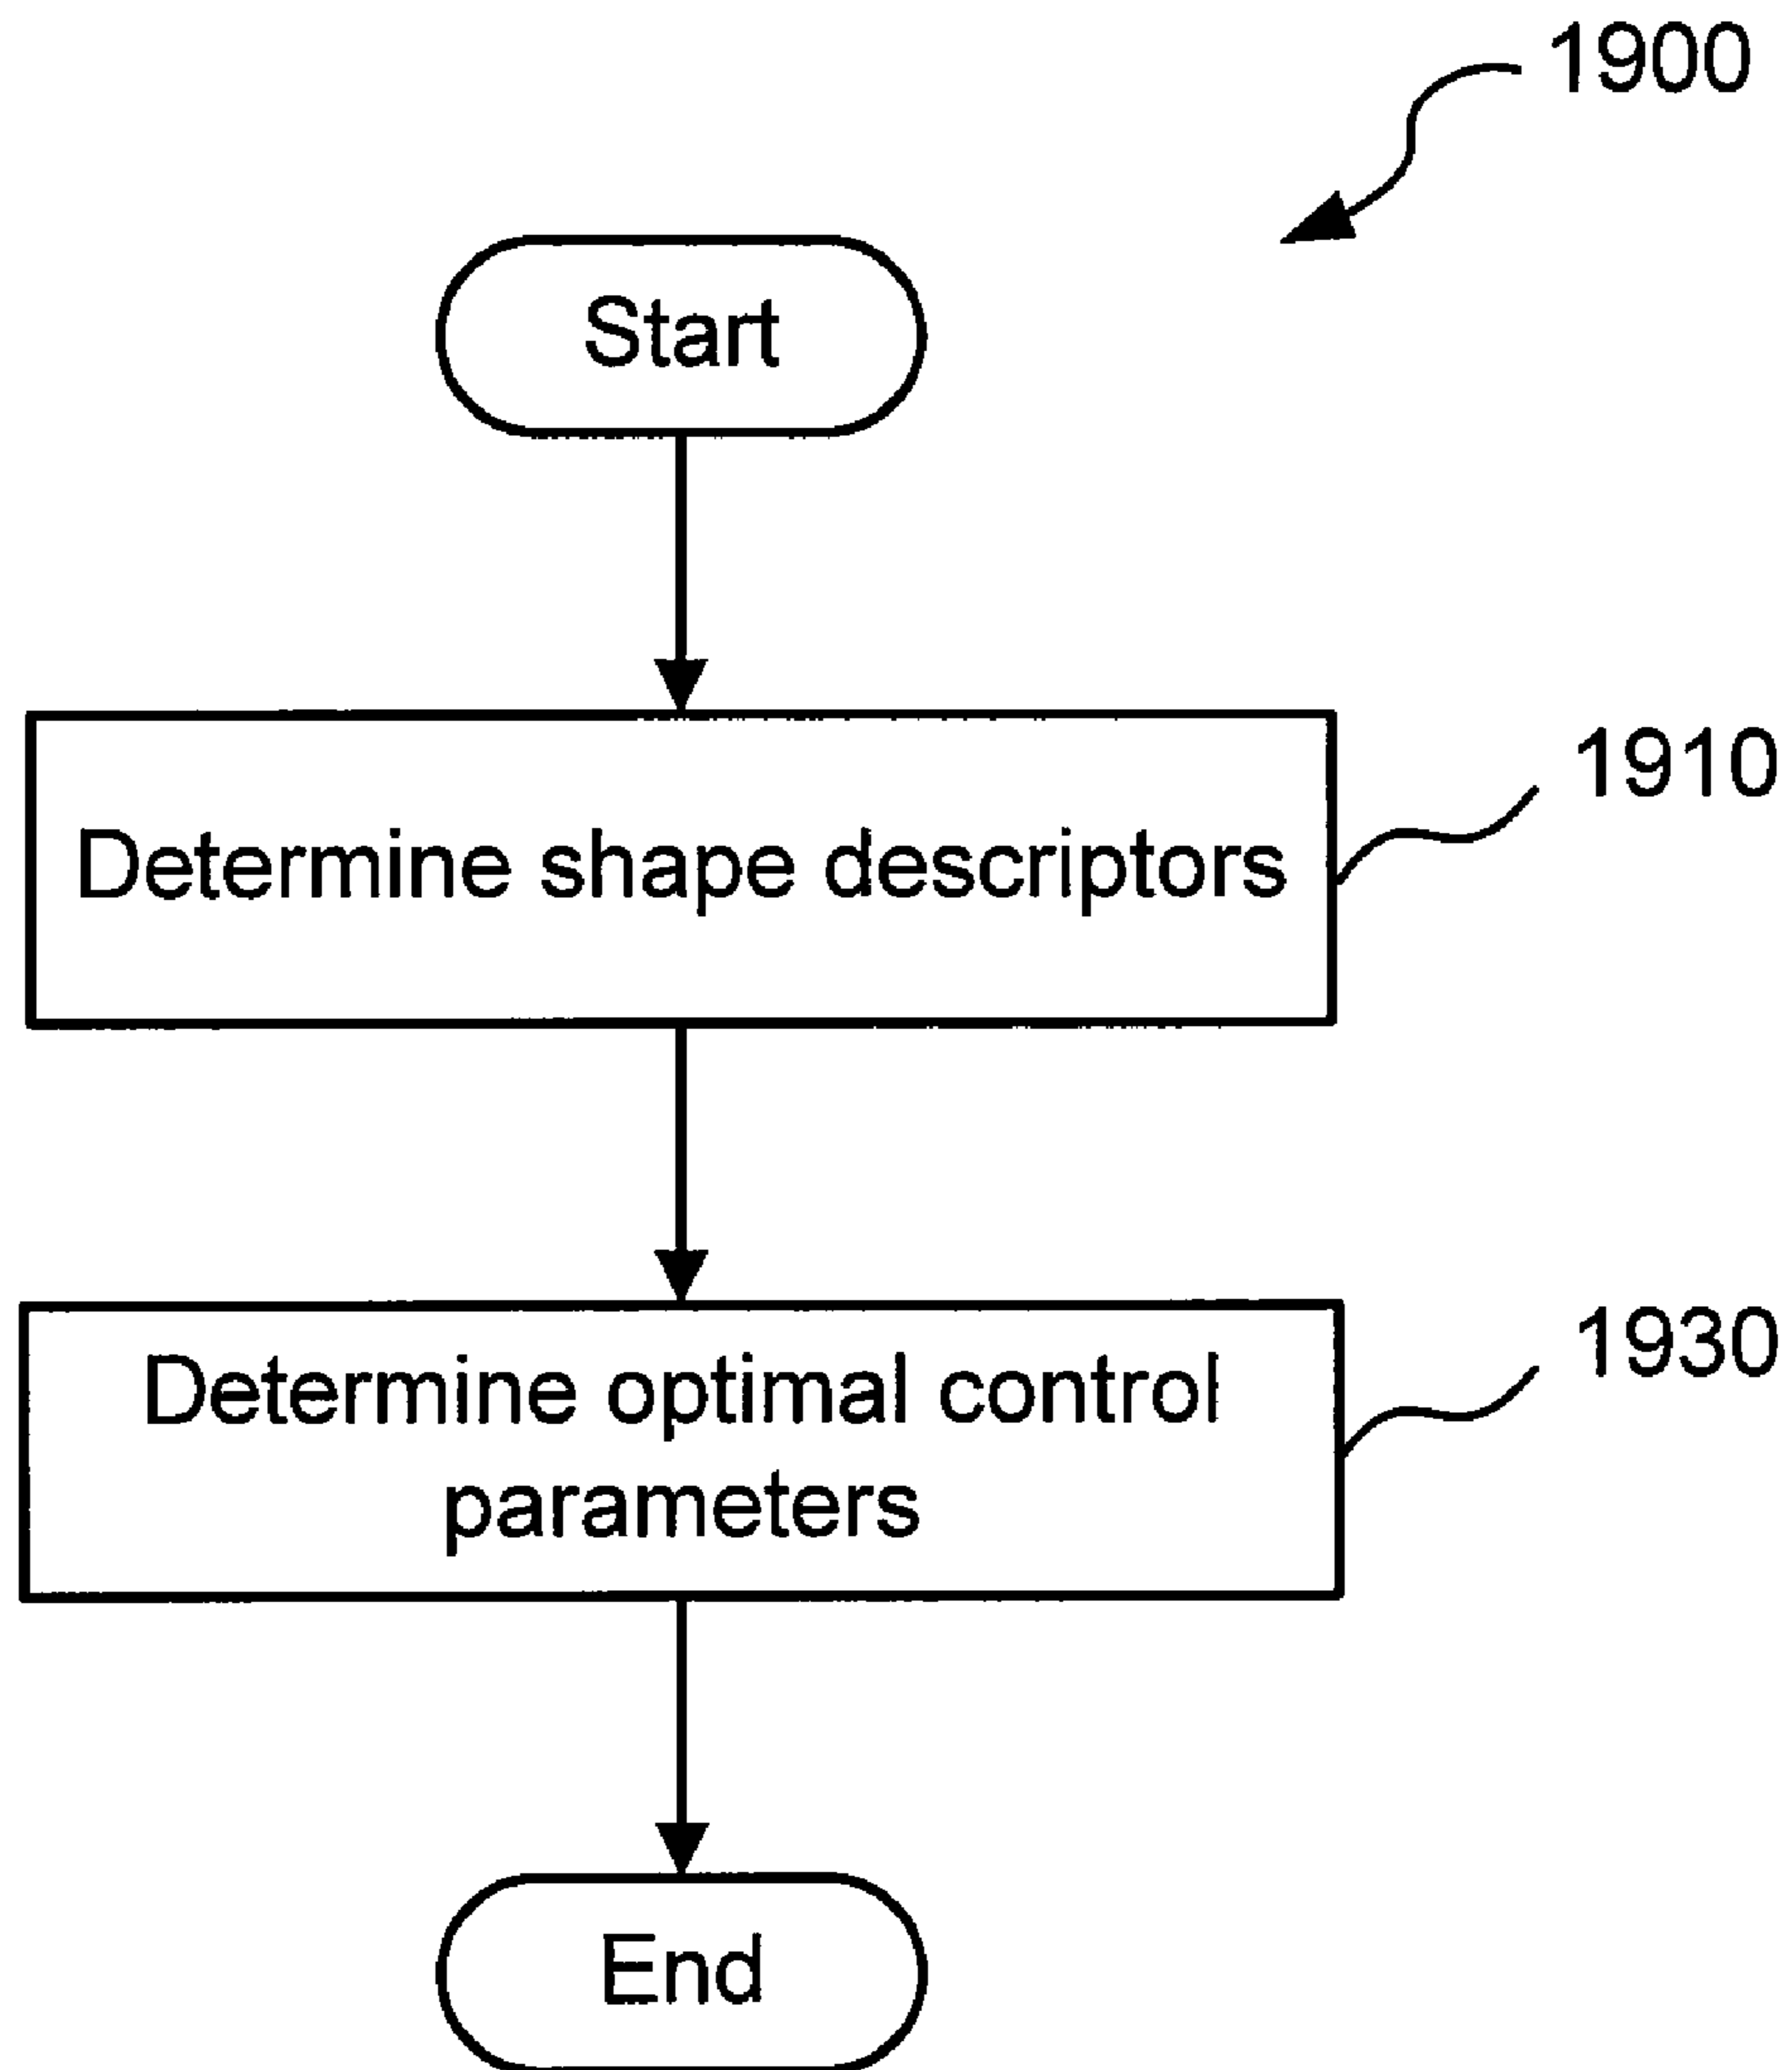 1900
Start
1910
Determine shape descriptors
1930
Determine optimal control
parameters
End